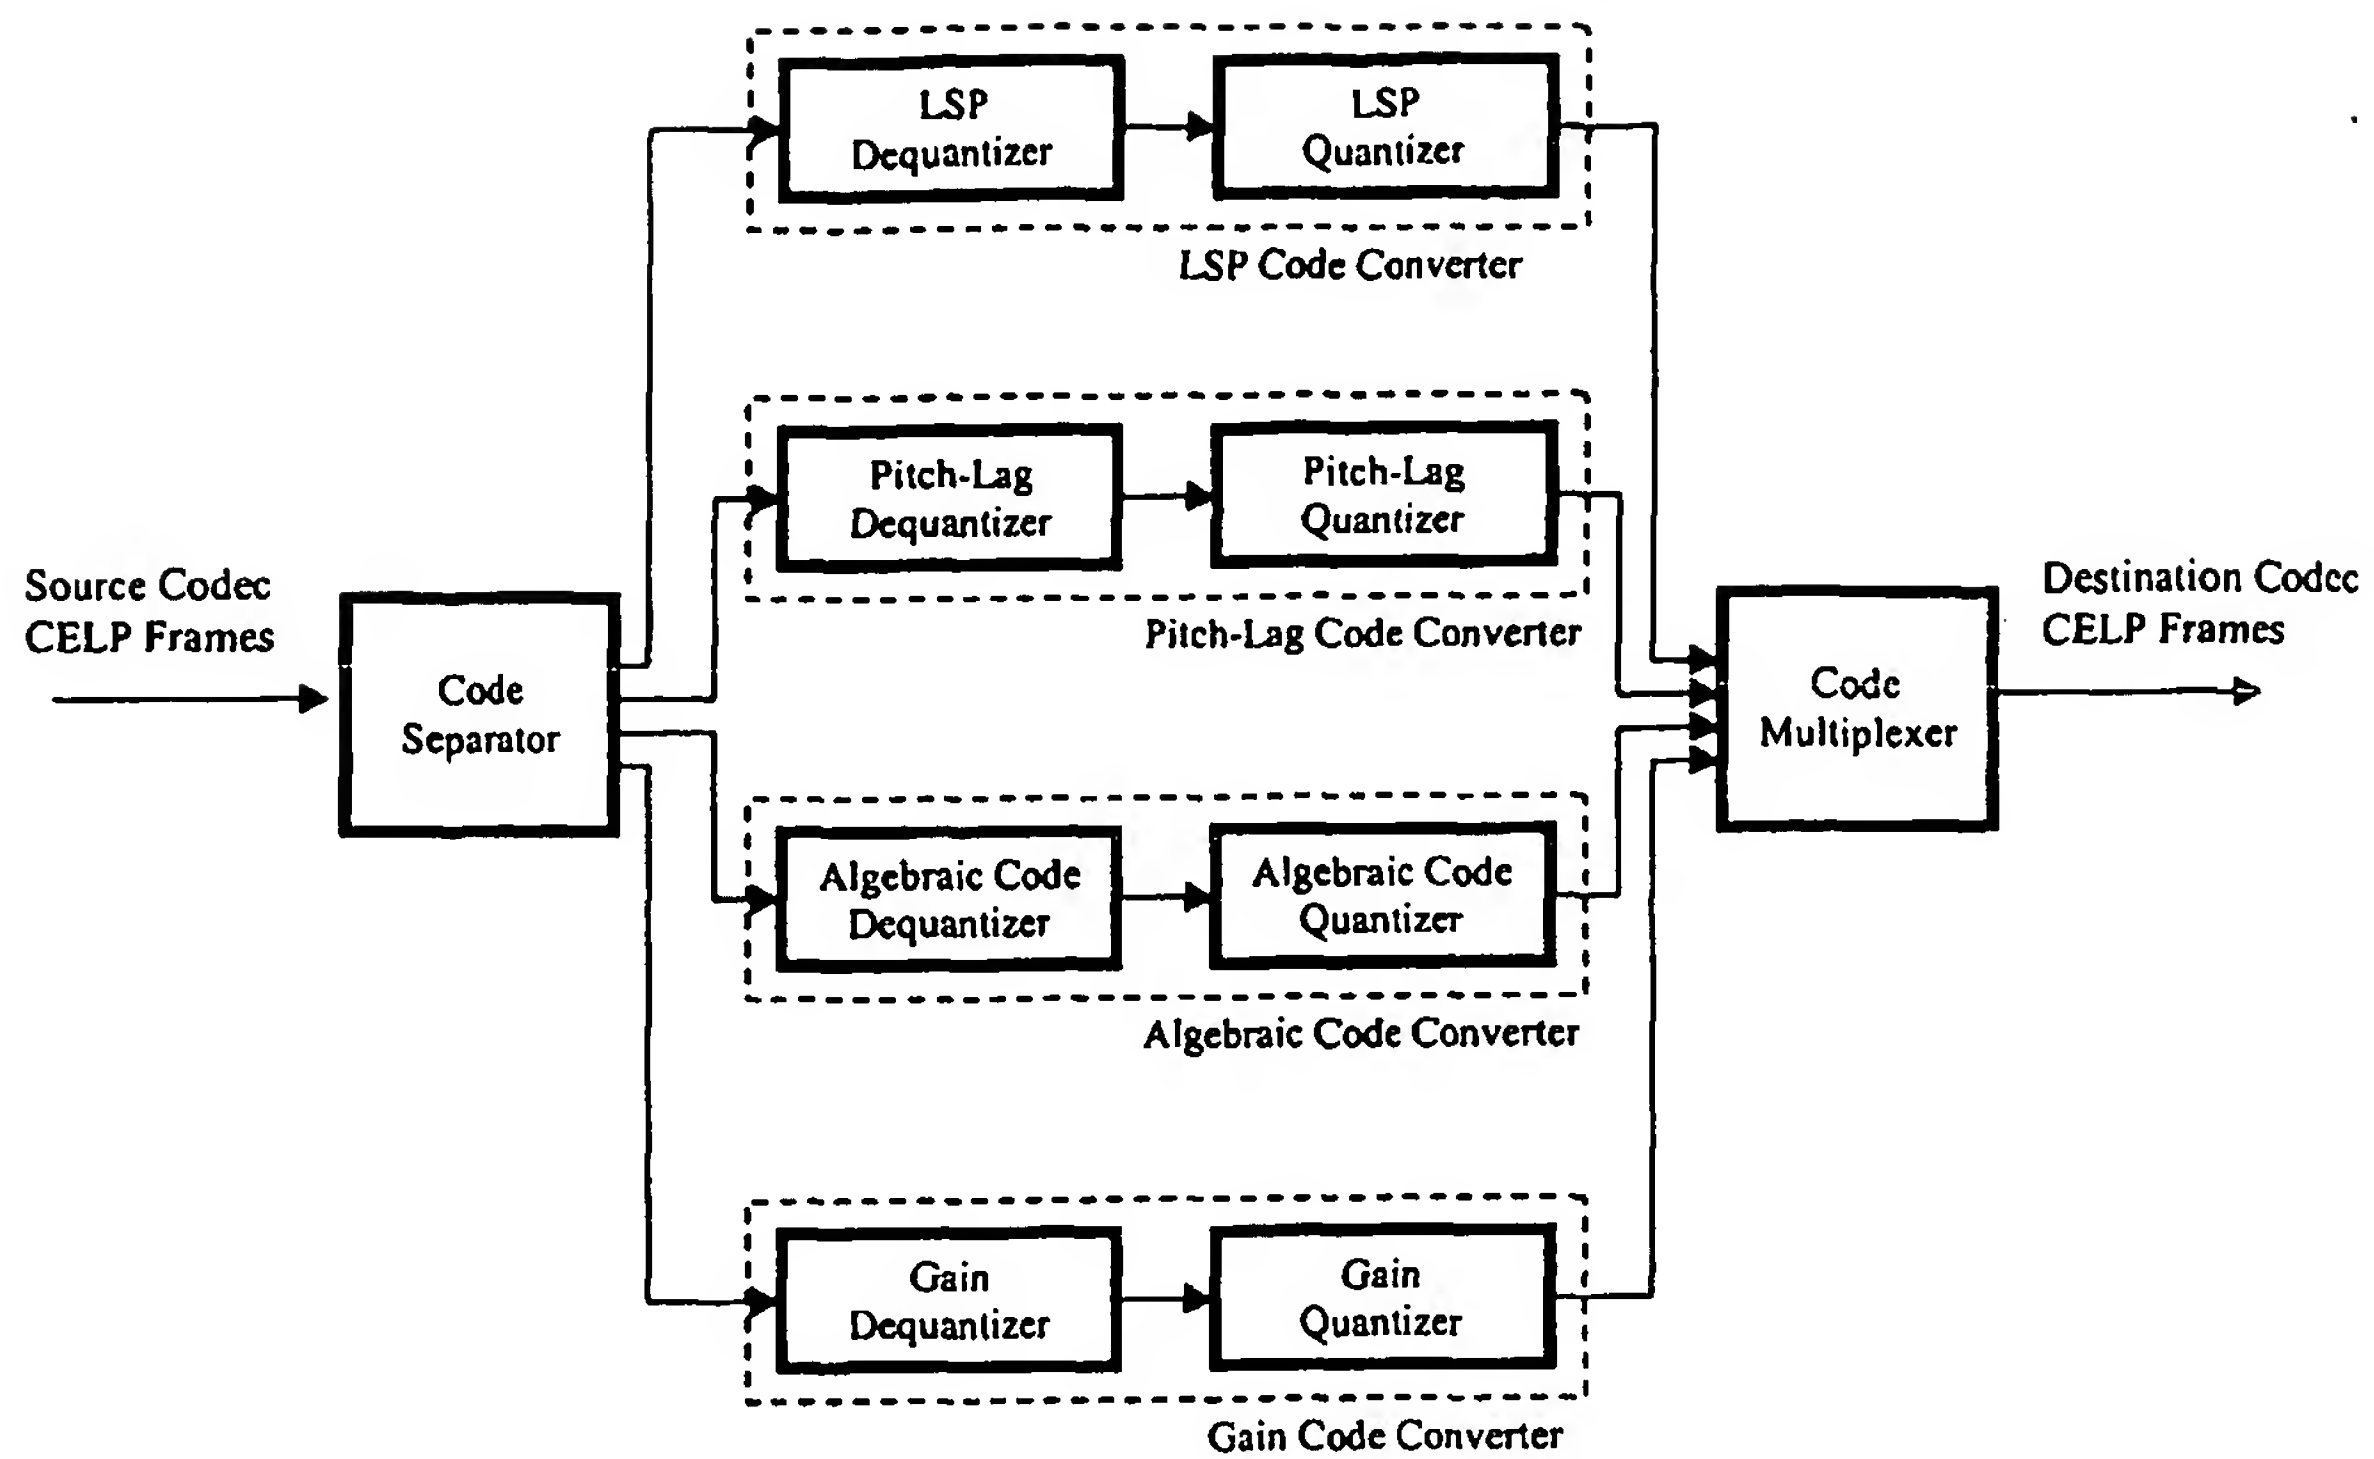 LSP
Dequantizer
LSP
Quantizer
LSP Code Converter
Pitch-Lag
Dequantizer
Pitch-Lag
Quantizer
Pitch-Lag Code Converter
Source Codec
CELP Frames
Code
Separator
Code
Multiplexer
Destination Codec
CELP Frames
Algebraic Code
Dequantizer
Algebraic Code
Quantizer
Algebraic Code Converter
Gain
Dequantizer
Gain
Quantizer
Gain Code Converter